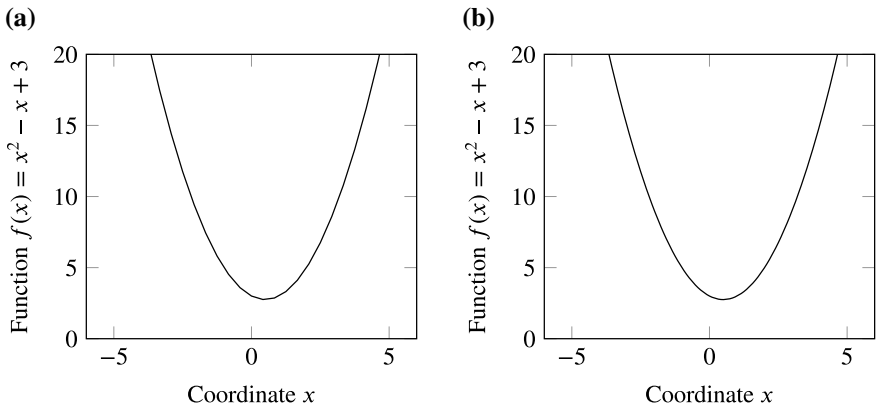 (a)
Function f(x) = x² − x + 3
20
15
10
5
0
−5 0 5
Coordinate x
(b)
Function f(x) = x² − x + 3
20
15
10
5
0
−5 0 5
Coordinate x